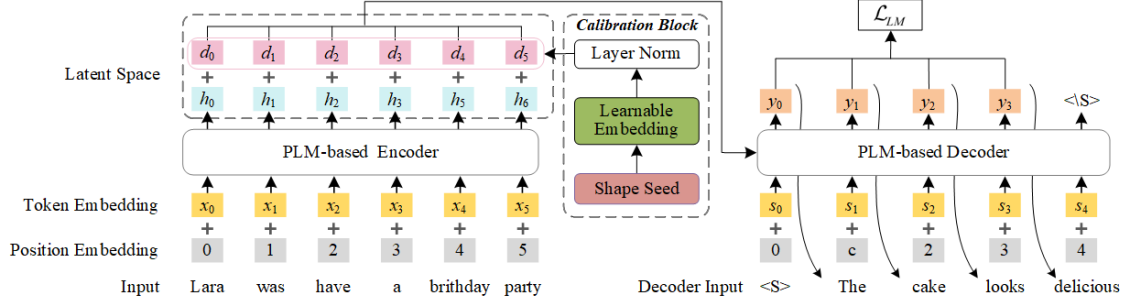 Calibration Block
ℒ_LM
d₀ d₁ d₂ d₃ d₄ d₅
Layer Norm
Latent Space
+ + + + + +
h₀ h₁ h₂ h₃ h₅ h₆
Learnable Embedding
y₀ y₁ y₂ y₃ <\S>
PLM-based Encoder
PLM-based Decoder
Shape Seed
Token Embedding x₀ x₁ x₂ x₃ x₄ x₅
s₀ s₁ s₂ s₃ s₄
+ + + + + +
+ + + + +
Position Embedding 0 1 2 3 4 5
0 c 2 3 4
Input Lara was have a brithday party
Decoder Input <S> The cake looks delicious